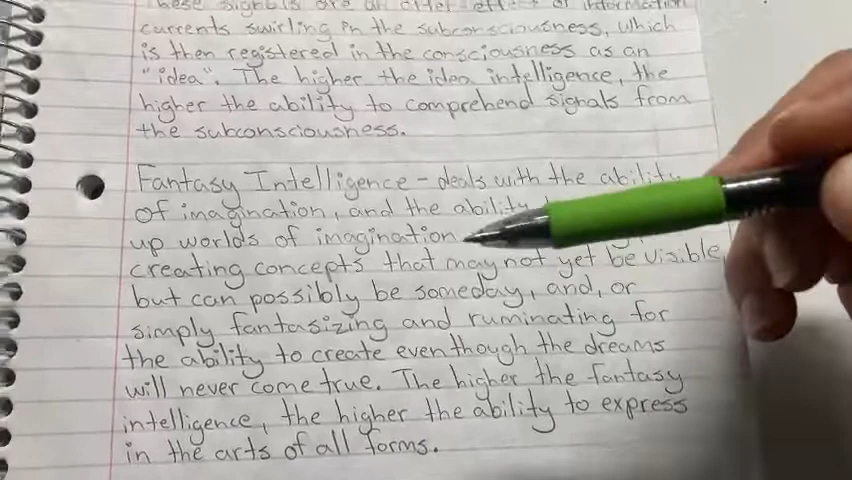 These signals are an after effect of information
currents swirling in the subconsciousness, which
is then registered in the consciousness as an
"idea". The higher the idea intelligence, the
higher the ability to comprehend signals from
the subconsciousness.
Fantasy Intelligence - deals with the ability
of imagination, and the ability
up worlds of imagination
creating concepts that may not yet be visible,
but can possibly be someday, and, or
simply fantasizing and ruminating for
the ability to create eventhough the dreams
will never come true. The higher the fantasy
intelligence, the higher the ability to express
in the arts of all forms.